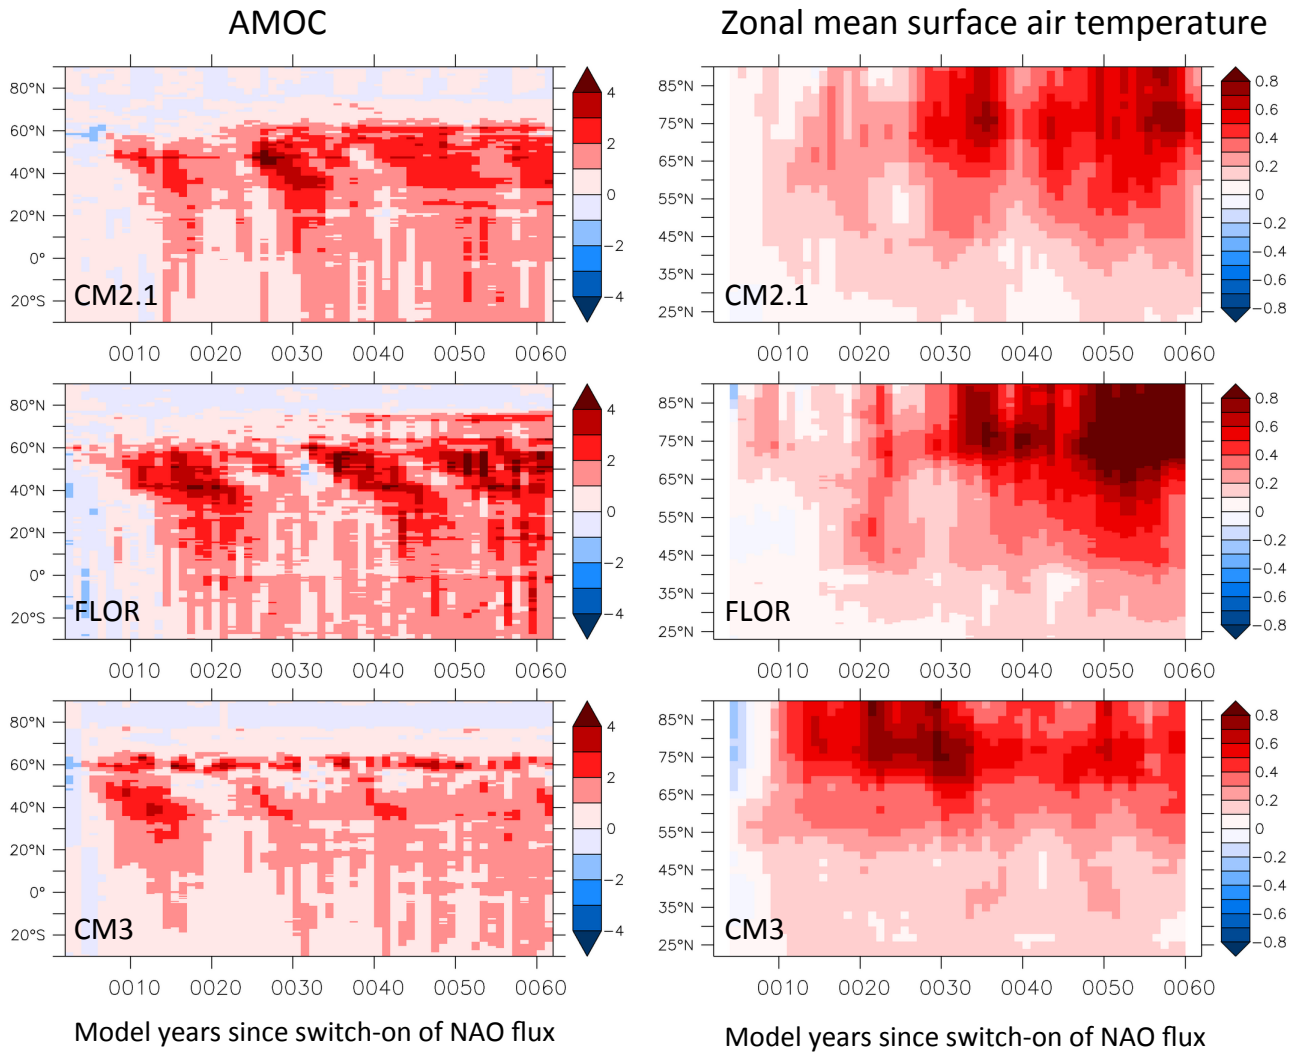 AMOC
Zonal mean surface air temperature
80°N
60°N
40°N
20°N
0°
20°S
CM2.1
0010 0020 0030 0040 0050 0060
4
2
0
−2
−4
85°N
75°N
65°N
55°N
45°N
35°N
25°N
CM2.1
0010 0020 0030 0040 0050 0060
0.8
0.6
0.4
0.2
0
−0.2
−0.4
−0.6
−0.8
80°N
60°N
40°N
20°N
0°
20°S
FLOR
0010 0020 0030 0040 0050 0060
4
2
0
−2
−4
85°N
75°N
65°N
55°N
45°N
35°N
25°N
FLOR
0010 0020 0030 0040 0050 0060
0.8
0.6
0.4
0.2
0
−0.2
−0.4
−0.6
−0.8
80°N
60°N
40°N
20°N
0°
20°S
CM3
0010 0020 0030 0040 0050 0060
4
2
0
−2
−4
85°N
75°N
65°N
55°N
45°N
35°N
25°N
CM3
0010 0020 0030 0040 0050 0060
0.8
0.6
0.4
0.2
0
−0.2
−0.4
−0.6
−0.8
Model years since switch-on of NAO flux
Model years since switch-on of NAO flux